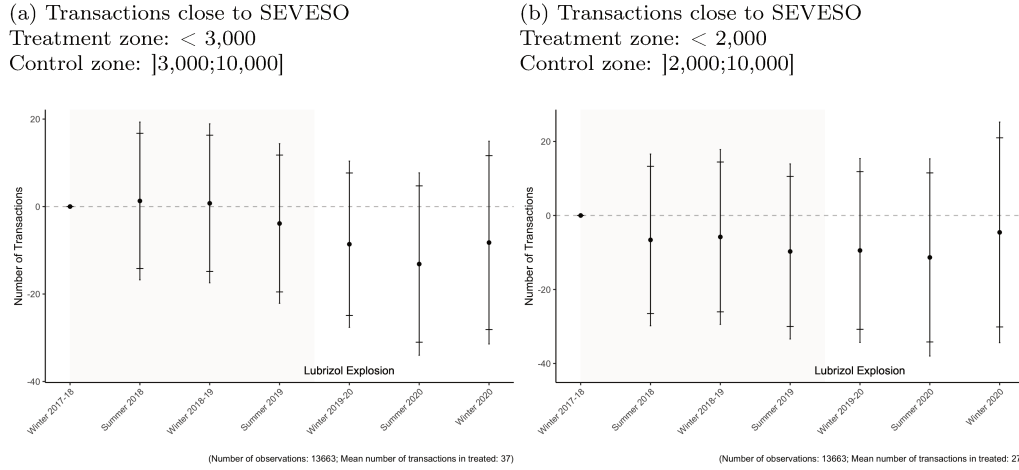 (a) Transactions close to SEVESO
Treatment zone: < 3,000
Control zone: ]3,000;10,000]
20
0
-20
-40
Number of Transactions
Lubrizol Explosion
Winter 2017-18
Summer 2018
Winter 2018-19
Summer 2019
Winter 2019-20
Summer 2020
Winter 2020
(Number of observations: 13663; Mean number of transactions in treated: 37)
(b) Transactions close to SEVESO
Treatment zone: < 2,000
Control zone: ]2,000;10,000]
20
0
-20
-40
Number of Transactions
Lubrizol Explosion
Winter 2017-18
Summer 2018
Winter 2018-19
Summer 2019
Winter 2019-20
Summer 2020
Winter 2020
(Number of observations: 13663; Mean number of transactions in treated: 27